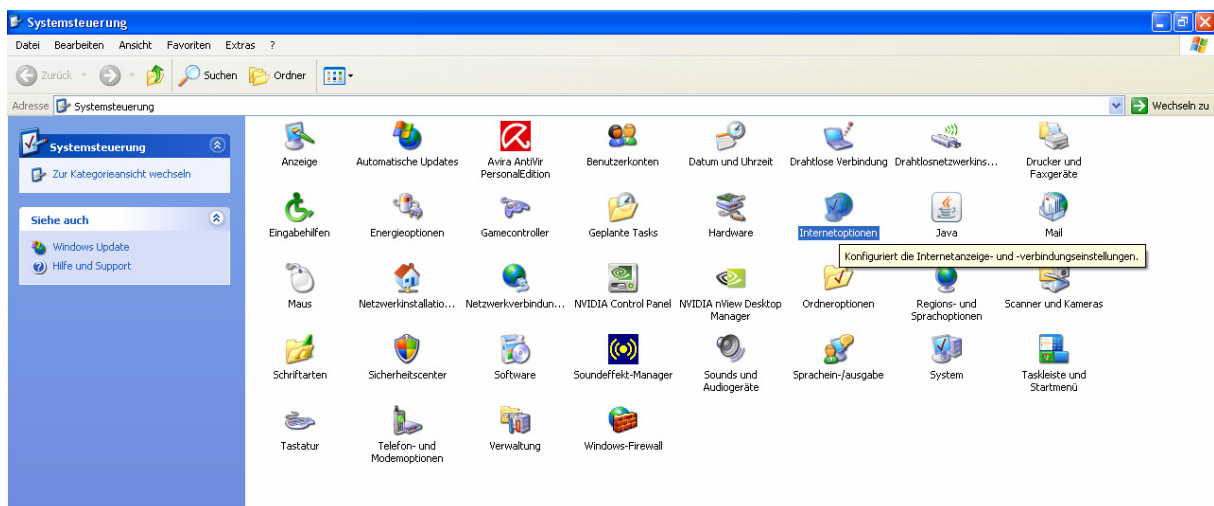 Systemsteuerung
Datei Bearbeiten Ansicht Favoriten Extras ?
Zurück Suchen Ordner
Adresse Systemsteuerung Wechseln zu
Systemsteuerung
Zur Kategorieansicht wechseln
Siehe auch
Windows Update
Hilfe und Support
Anzeige Automatische Updates Avira AntiVir PersonalEdition Benutzerkonten Datum und Uhrzeit Drahtlose Verbindung Drahtlosnetzwerkins... Drucker und Faxgeräte
Eingabehilfen Energieoptionen Gamecontroller Geplante Tasks Hardware Internetoptionen Java Mail
Konfiguriert die Internetanzeige- und -verbindungseinstellungen.
Maus Netzwerkinstallatio... Netzwerkverbindun... NVIDIA Control Panel NVIDIA nView Desktop Manager Ordneroptionen Regions- und Sprachoptionen Scanner und Kameras
Schriftarten Sicherheitscenter Software Soundeffekt-Manager Sounds und Audiogeräte Sprachein-/ausgabe System Taskleiste und Startmenü
Tastatur Telefon- und Modemoptionen Verwaltung Windows-Firewall